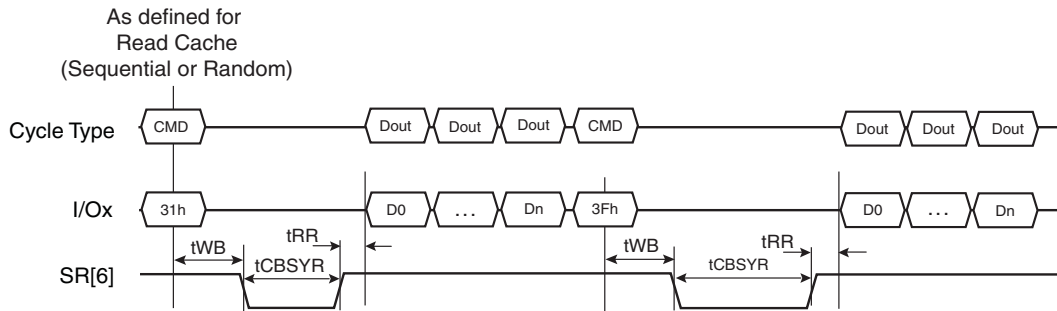 As defined for
Read Cache
(Sequential or Random)
Cycle Type CMD Dout Dout Dout CMD Dout Dout Dout
I/Ox 31h D0 ... Dn 3Fh D0 ... Dn
tWB tRR tWB tRR
SR[6] tCBSYR tCBSYR